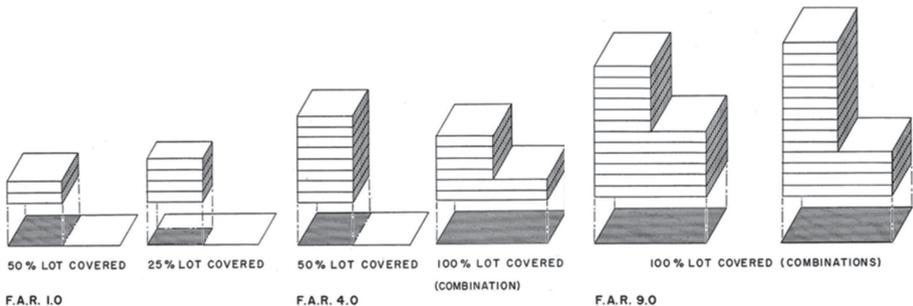 50% LOT COVERED
25% LOT COVERED
50% LOT COVERED
100% LOT COVERED
(COMBINATION)
100% LOT COVERED (COMBINATIONS)
F.A.R. 1.0
F.A.R. 4.0
F.A.R. 9.0